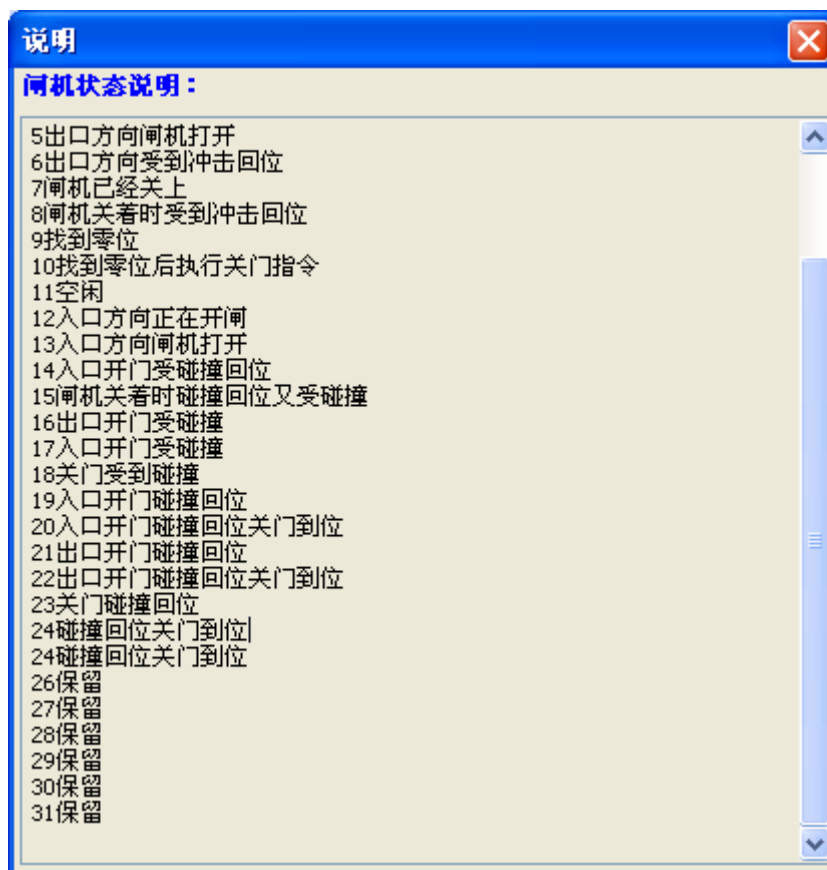 说明
闸机状态说明：
5出口方向闸机打开
6出口方向受到冲击回位
7闸机已经关上
8闸机关着时受到冲击回位
9找到零位
10找到零位后执行关门指令
11空闲
12入口方向正在开闸
13入口方向闸机打开
14入口开门受碰撞回位
15闸机关着时碰撞回位又受碰撞
16出口开门受碰撞
17入口开门受碰撞
18关门受到碰撞
19入口开门碰撞回位
20入口开门碰撞回位关门到位
21出口开门碰撞回位
22出口开门碰撞回位关门到位
23关门碰撞回位
24碰撞回位关门到位
24碰撞回位关门到位
26保留
27保留
28保留
29保留
30保留
31保留